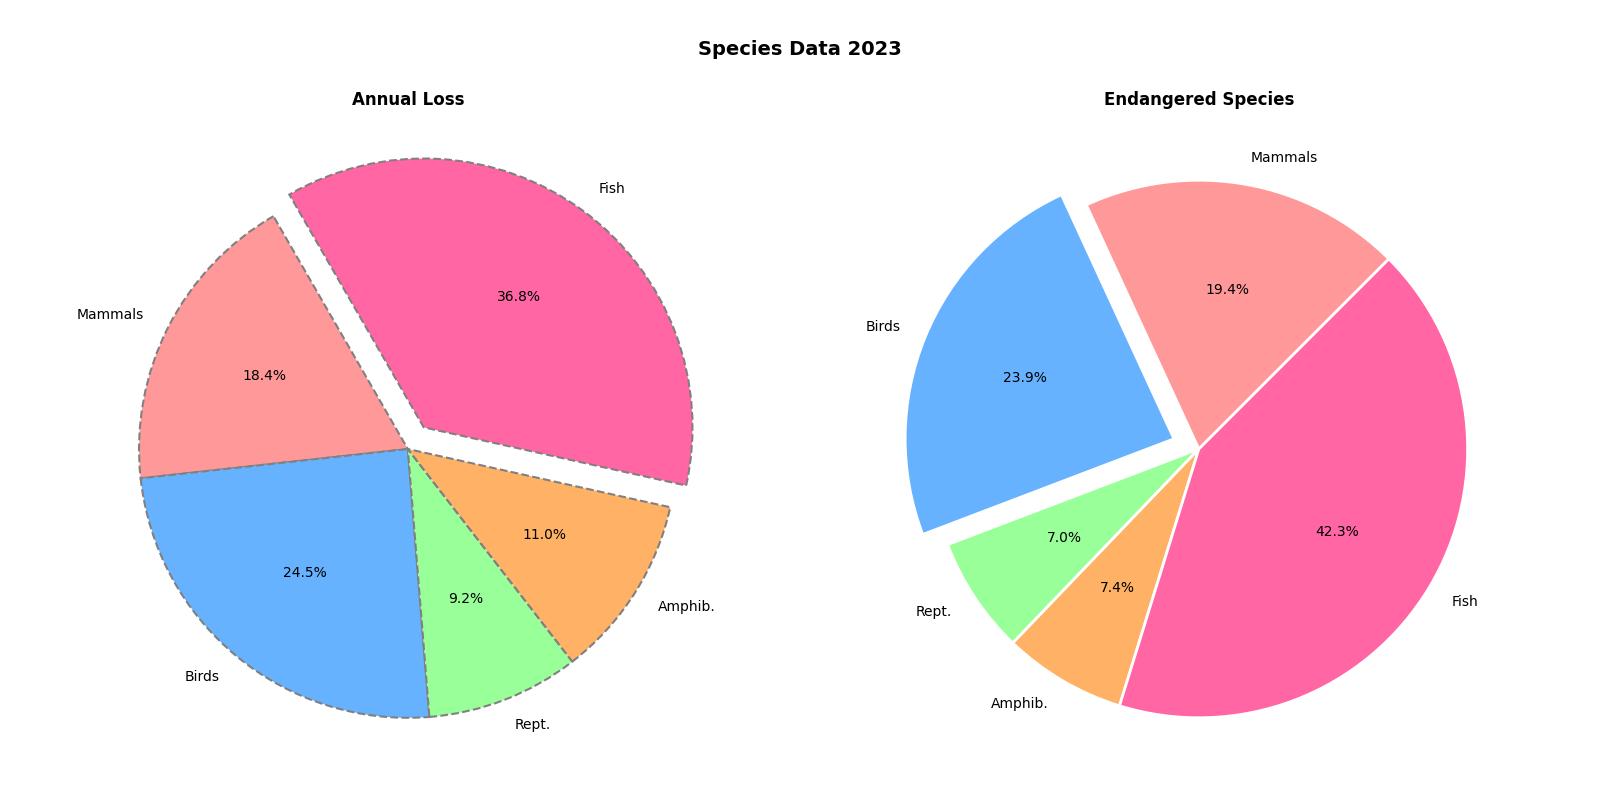 Species Data 2023
Annual Loss
Fish
36.8%
Mammals
18.4%
11.0%
24.5%
9.2%
Amphib.
Birds
Rept.
Endangered Species
Mammals
19.4%
Birds
23.9%
42.3%
7.0%
7.4%
Fish
Rept.
Amphib.